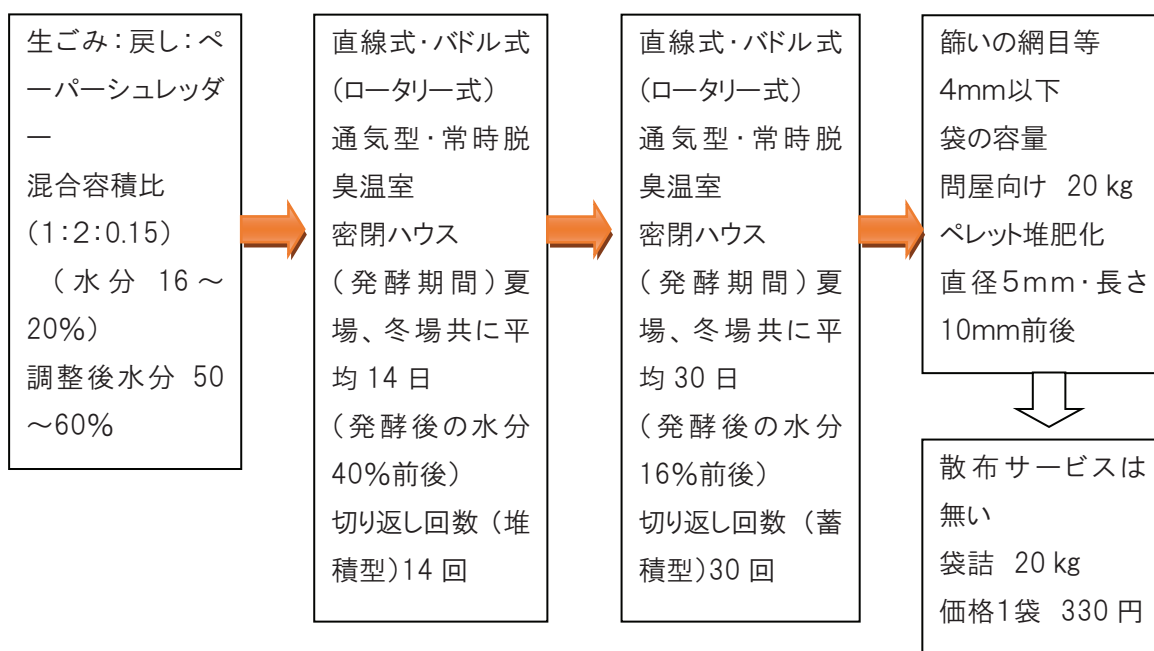 生ごみ：戻し：ペ
ーパーシュレッダ
ー
混合容積比
(1：2：0.15)
（水分 16～
20%）
調整後水分 50
～60%
直線式・バドル式
(ロータリー式)
通気型・常時脱
臭温室
密閉ハウス
(発酵期間)夏
場、冬場共に平
均 14 日
(発酵後の水分
40%前後)
切り返し回数 (堆
積型)14 回
直線式・バドル式
(ロータリー式)
通気型・常時脱
臭温室
密閉ハウス
(発酵期間)夏
場、冬場共に平
均 30 日
(発酵後の水分
16%前後)
切り返し回数 (蓄
積型)30 回
篩いの網目等
4mm以下
袋の容量
問屋向け 20 kg
ペレット堆肥化
直径5mm・長さ
10mm前後
散布サービスは
無い
袋詰 20 kg
価格1袋 330 円